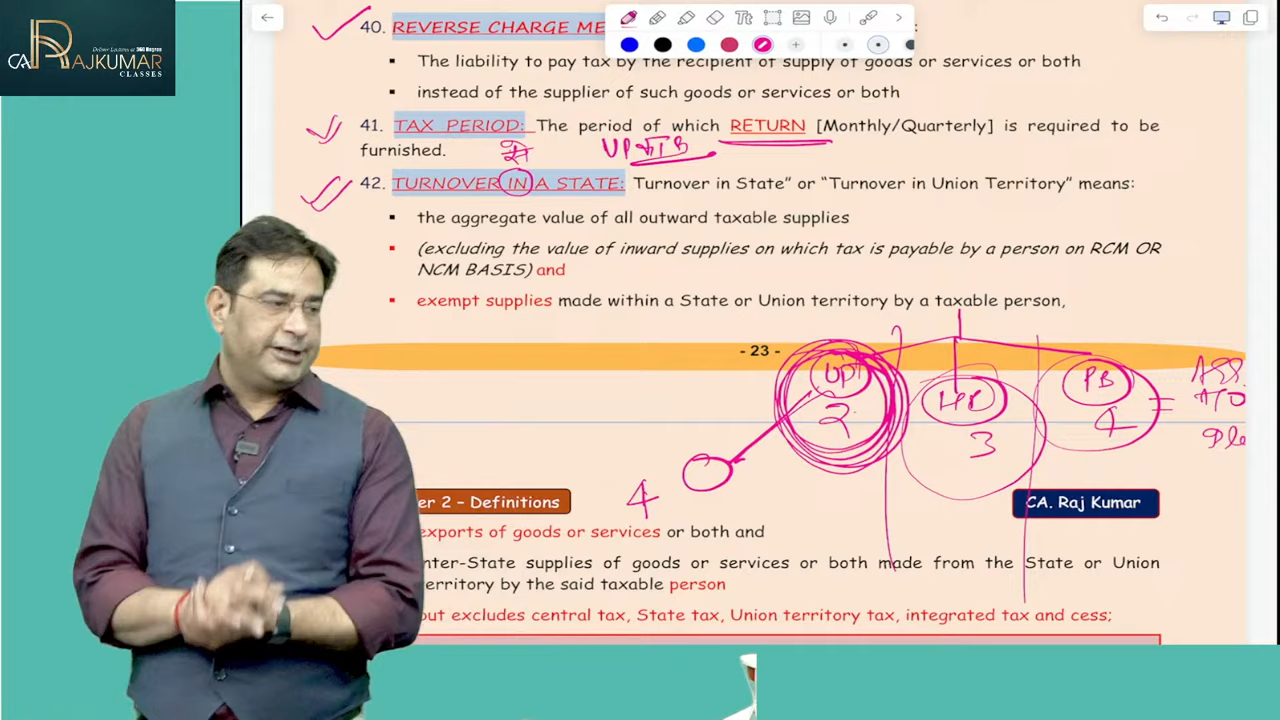 CA RAJKUMAR
Deliver Lectures at 360 Degree
CLASSES
40. REVERSE CHARGE ME
:
▪ The liability to pay tax by the recipient of supply of goods or services or both
▪ instead of the supplier of such goods or services or both
41. TAX PERIOD: The period of which RETURN [Monthly/Quarterly] is required to be
furnished.
42. TURNOVER IN A STATE: Turnover in State” or “Turnover in Union Territory” means:
▪ the aggregate value of all outward taxable supplies
▪ (excluding the value of inward supplies on which tax is payable by a person on RCM OR
NCM BASIS) and
▪ exempt supplies made within a State or Union territory by a taxable person,
- 23 -
UP
PB
2
3
4
4
er 2 – Definitions
CA. Raj Kumar
exports of goods or services or both and
nter-State supplies of goods or services or both made from the State or Union
erritory by the said taxable person
out excludes central tax, State tax, Union territory tax, integrated tax and cess;